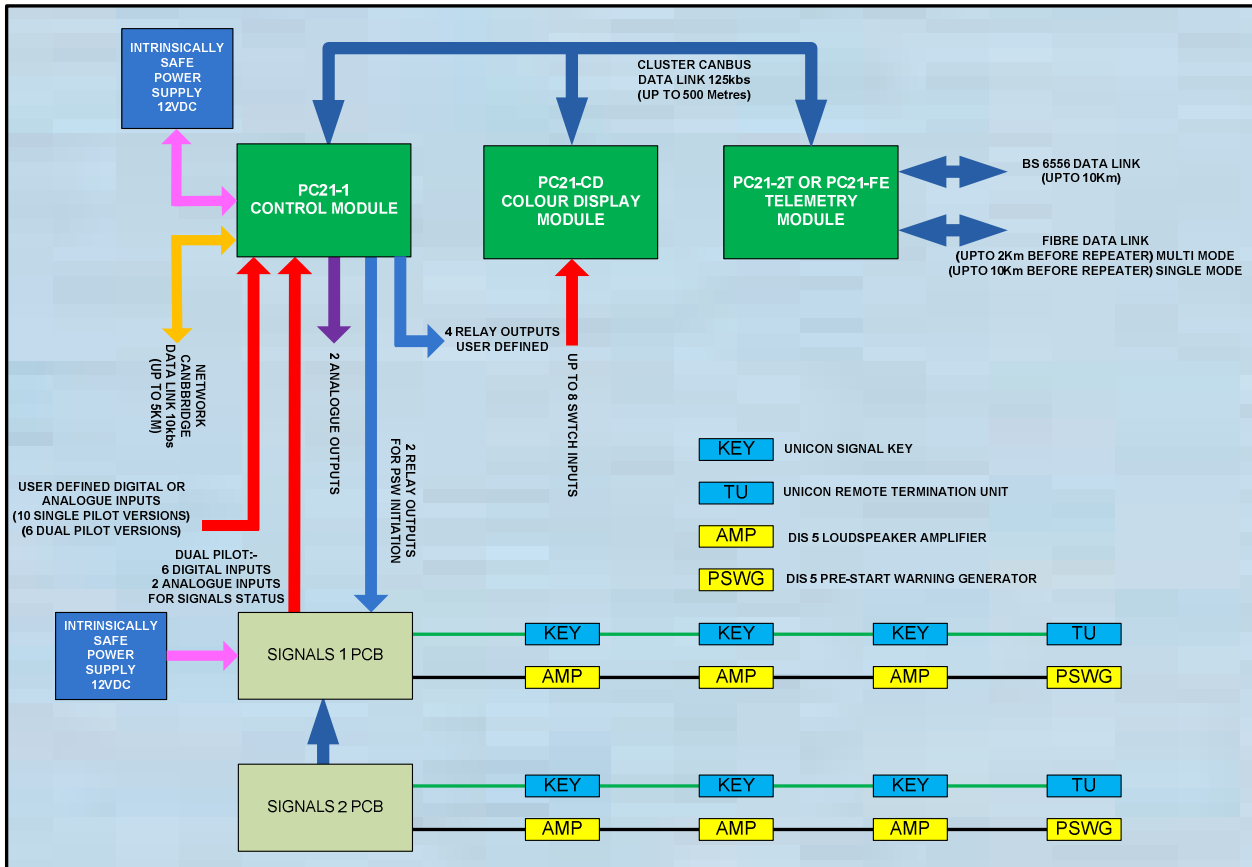 INTRINSICALLY
SAFE
POWER
SUPPLY
12VDC
CLUSTER CANBUS
DATA LINK 125kbs
(UP TO 500 Metres)
PC21-1
CONTROL MODULE
PC21-CD
COLOUR DISPLAY
MODULE
PC21-2T OR PC21-FE
TELEMETRY
MODULE
BS 6556 DATA LINK
(UPTO 10Km)
FIBRE DATA LINK
(UPTO 2Km BEFORE REPEATER) MULTI MODE
(UPTO 10Km BEFORE REPEATER) SINGLE MODE
NETWORK
CANBBRIDGE
DATA LINK 10kbs
(UP TO 5KM)
2 ANALOGUE OUTPUTS
4 RELAY OUTPUTS
USER DEFINED
2 RELAY OUTPUTS
FOR PSW INITIATION
UP TO 8 SWTCH INPUTS
USER DEFINED DIGITAL OR
ANALOGUE INPUTS
(10 SINGLE PILOT VERSIONS)
(6 DUAL PILOT VERSIONS)
DUAL PILOT:-
6 DIGITAL INPUTS
2 ANALOGUE INPUTS
FOR SIGNALS STATUS
KEY UNICON SIGNAL KEY
TU UNICON REMOTE TERMINATION UNIT
AMP DIS 5 LOUDSPEAKER AMPLIFIER
PSWG DIS 5 PRE-START WARNING GENERATOR
INTRINSICALLY
SAFE
POWER
SUPPLY
12VDC
SIGNALS 1 PCB
KEY KEY KEY TU
AMP AMP AMP PSWG
SIGNALS 2 PCB
KEY KEY KEY TU
AMP AMP AMP PSWG